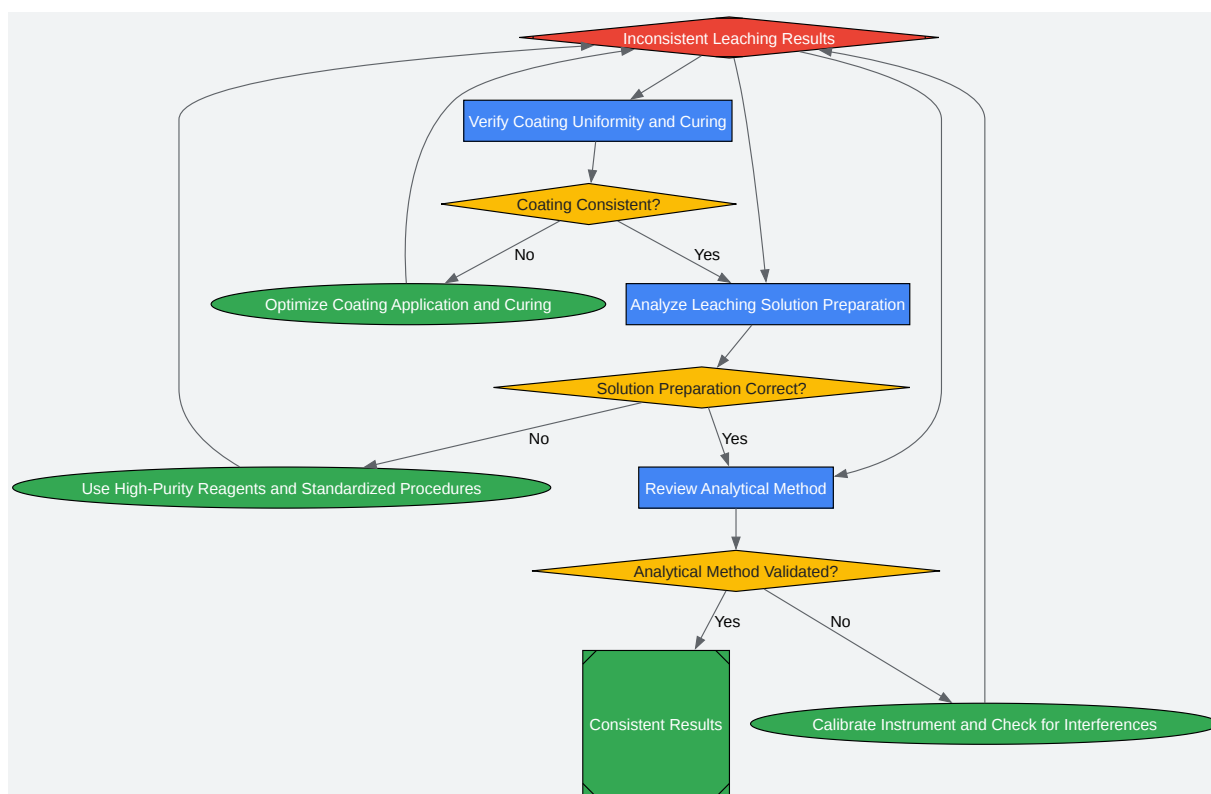 Inconsistent Leaching Results
Verify Coating Uniformity and Curing
Coating Consistent?
No
Yes
Optimize Coating Application and Curing
Analyze Leaching Solution Preparation
Solution Preparation Correct?
No
Yes
Use High-Purity Reagents and Standardized Procedures
Review Analytical Method
Analytical Method Validated?
Yes
No
Consistent Results
Calibrate Instrument and Check for Interferences